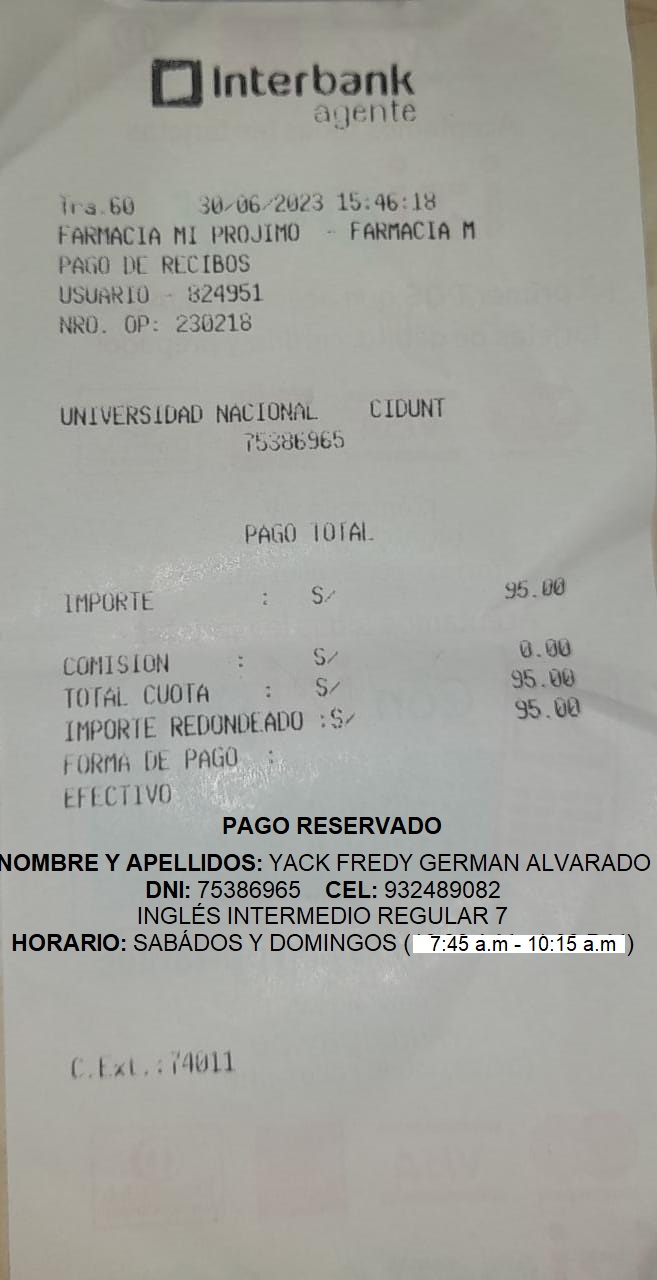 Interbank
agente
Tra.60 30/06/2023 15:46:18
FARMACIA MI PROJIMO - FARMACIA M
PAGO DE RECIBOS
USUARIO - 824951
NRO. OP: 230218
UNIVERSIDAD NACIONAL CIDUNT
75386965
PAGO TOTAL
IMPORTE : S/ 95.00
COMISION : S/ 0.00
TOTAL CUOTA : S/ 95.00
IMPORTE REDONDEADO :S/ 95.00
FORMA DE PAGO :
EFECTIVO
PAGO RESERVADO
NOMBRE Y APELLIDOS: YACK FREDY GERMAN ALVARADO
DNI: 75386965 CEL: 932489082
INGLÉS INTERMEDIO REGULAR 7
HORARIO: SABÁDOS Y DOMINGOS ( 7:45 a.m - 10:15 a.m )
C.Ext.:74011